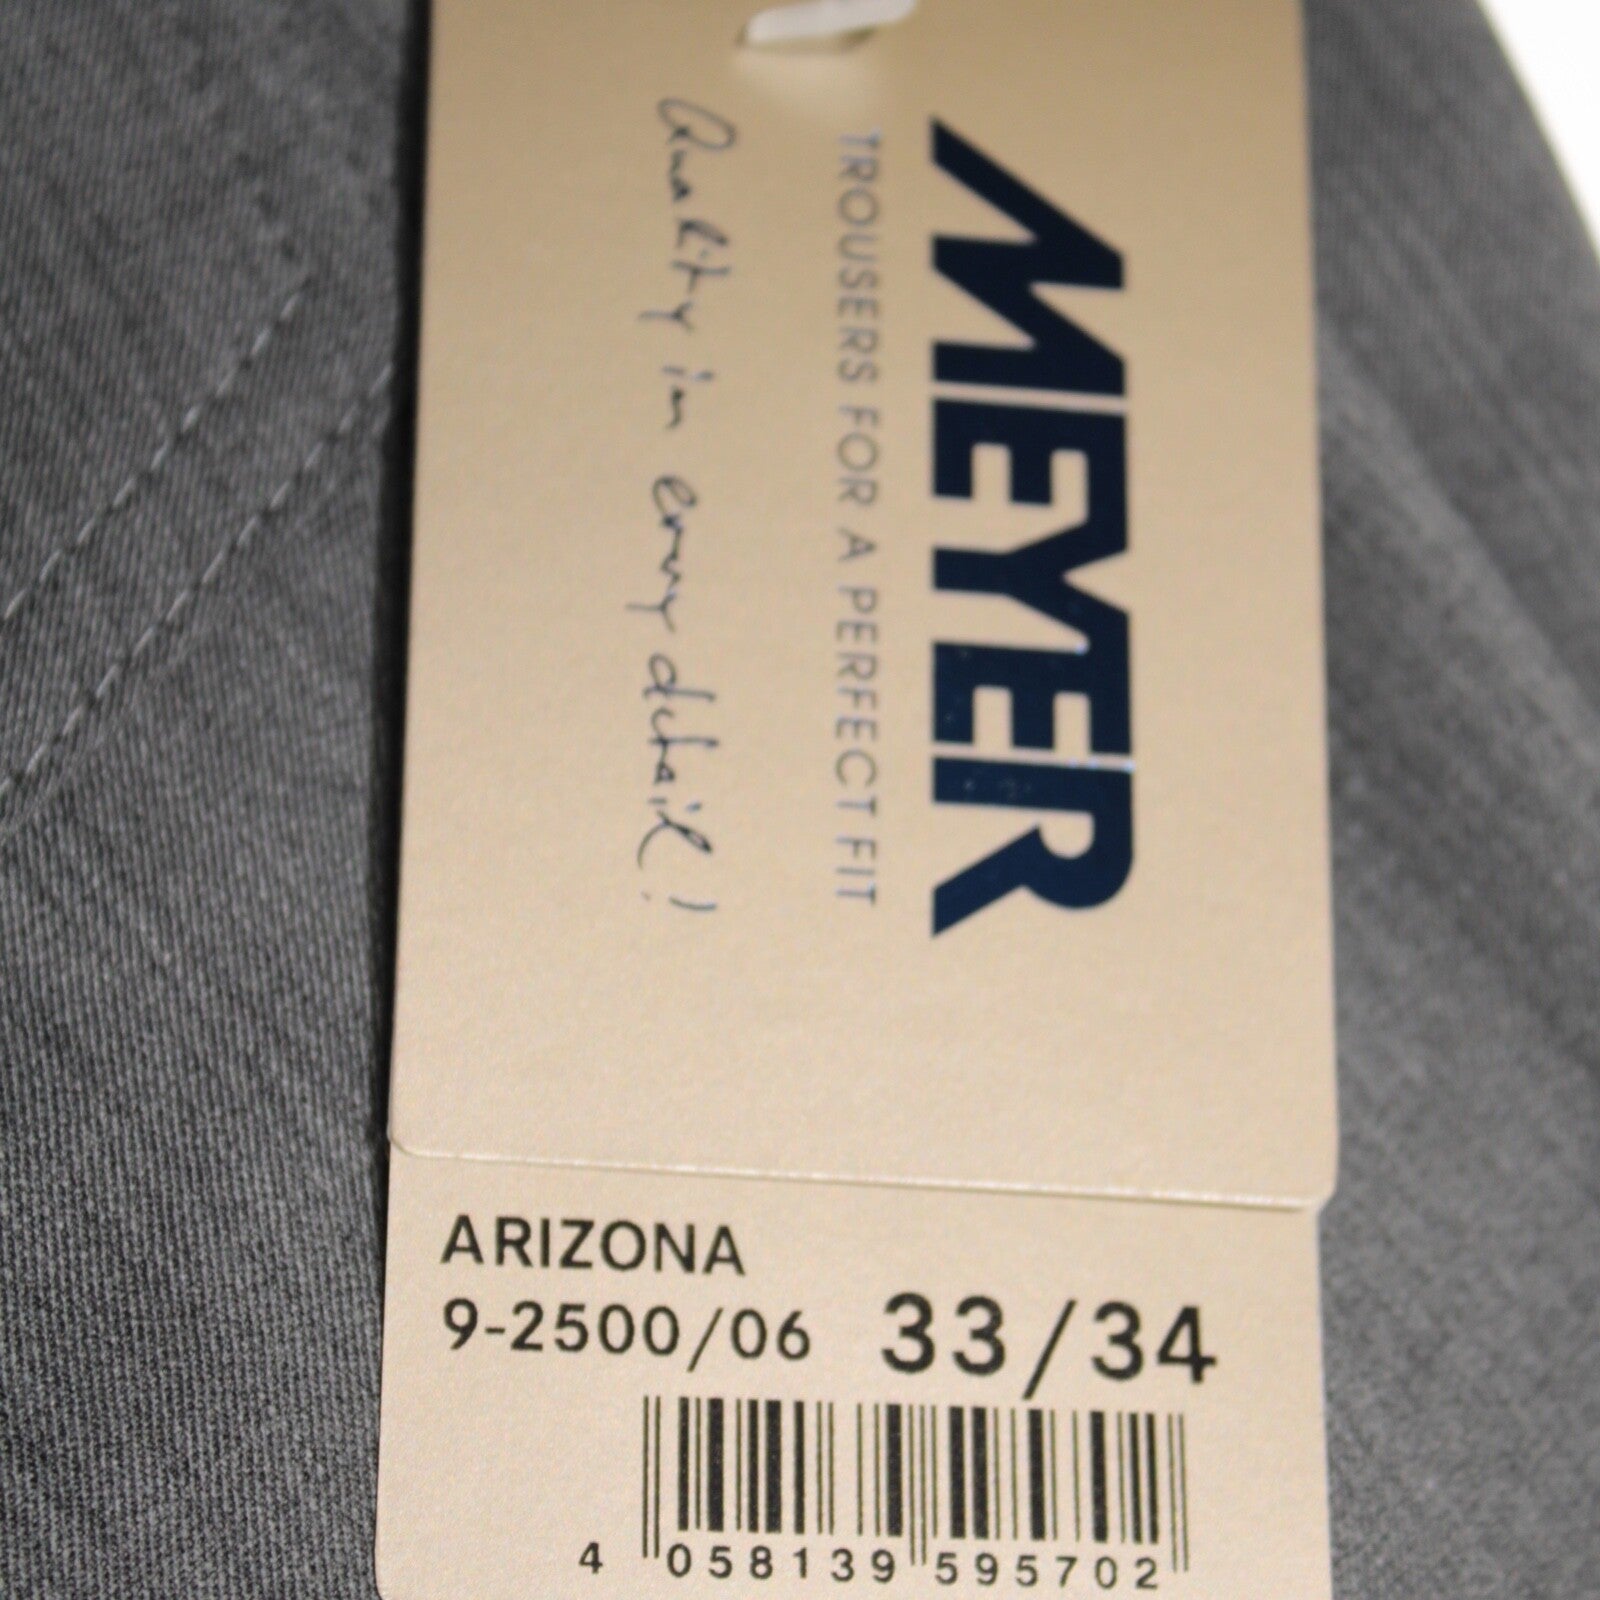 MEYER
TROUSERS FOR A PERFECT FIT
Quality in every detail!
ARIZONA
9-2500/06 33/34
4 058139 595702